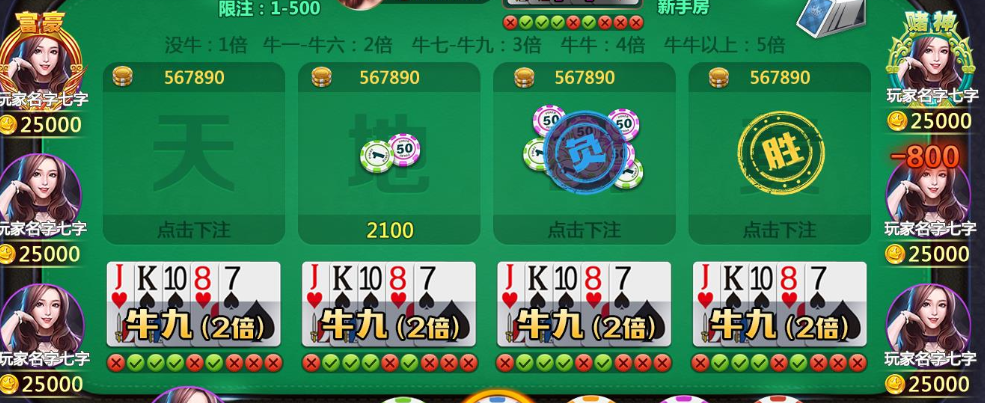 限注：1-500
新手房
富豪
赌神
没牛：1倍 牛一-牛六：2倍 牛七-牛九：3倍 牛牛：4倍 牛牛以上：5倍
567890
567890
567890
567890
玩家名字七字
25000
玩家名字七字
25000
天
地
1
50
50
50
1
负
胜
-800
玩家名字七字
25000
玩家名字七字
25000
点击下注
2100
点击下注
点击下注
J K 10 8 7
牛九（2倍）
J K 10 8 7
牛九（2倍）
J K 10 8 7
牛九（2倍）
J K 10 8 7
牛九（2倍）
玩家名字七字
25000
玩家名字七字
25000